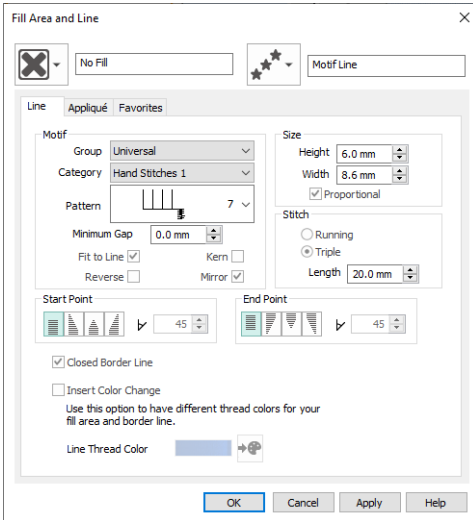 Fill Area and Line
No Fill
Motif Line
Line Appliqué Favorites
Motif
Group Universal
Category Hand Stitches 1
Pattern 7
Minimum Gap 0.0 mm
Fit to Line Kern
Reverse Mirror
Size
Height 6.0 mm
Width 8.6 mm
Proportional
Stitch
Running
Triple
Length 20.0 mm
Start Point
45
End Point
45
Closed Border Line
Insert Color Change
Use this option to have different thread colors for your
fill area and border line.
Line Thread Color
OK Cancel Apply Help